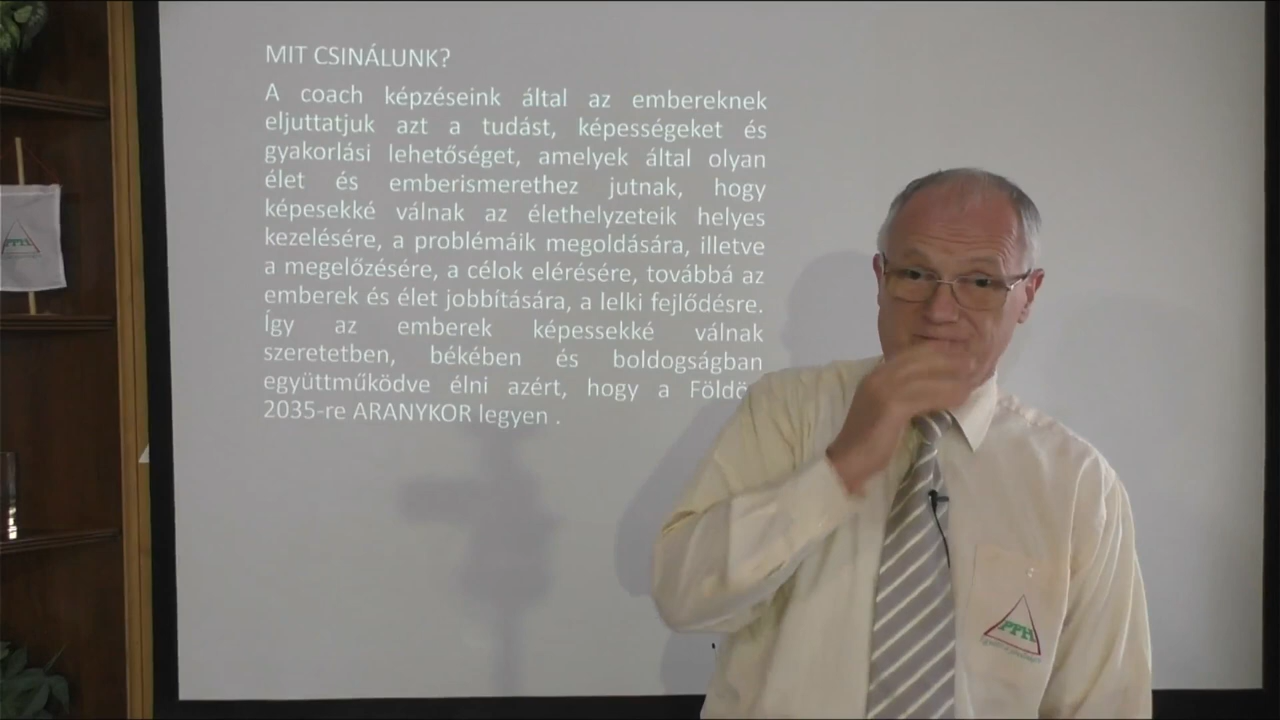 MIT CSINÁLUNK?
A coach képzéseink által az embereknek
eljuttatjuk azt a tudást, képességeket és
gyakorlási lehetőséget, amelyek által olyan
élet és emberismerethez jutnak, hogy
képesekké válnak az élethelyzeteik helyes
kezelésére, a problémáik megoldására, illetve
a megelőzésére, a célok elérésére, továbbá az
emberek és élet jobbítására, a lelki fejlődésre.
Így az emberek képessekké válnak
szeretetben, békében és boldogságban
együttműködve élni azért, hogy a
2035-re ARANYKOR legyen .
PFH
PFH